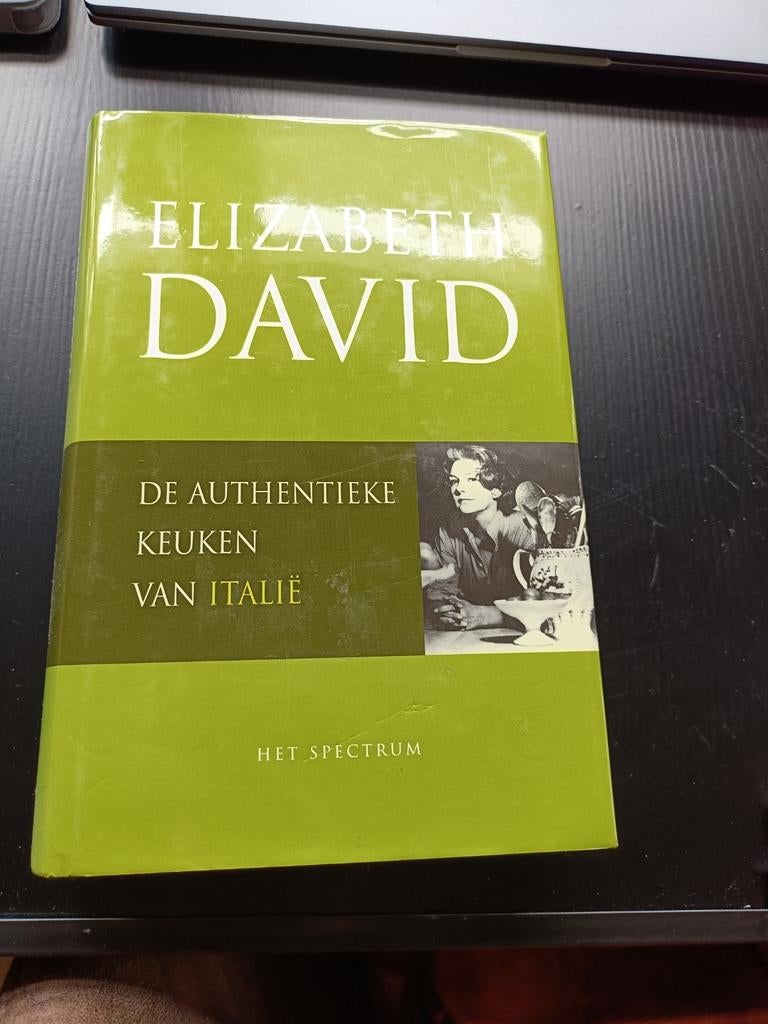 ELIZABETH
DAVID
DE AUTHENTIEKE
KEUKEN
VAN ITALIË
HET SPECTRUM